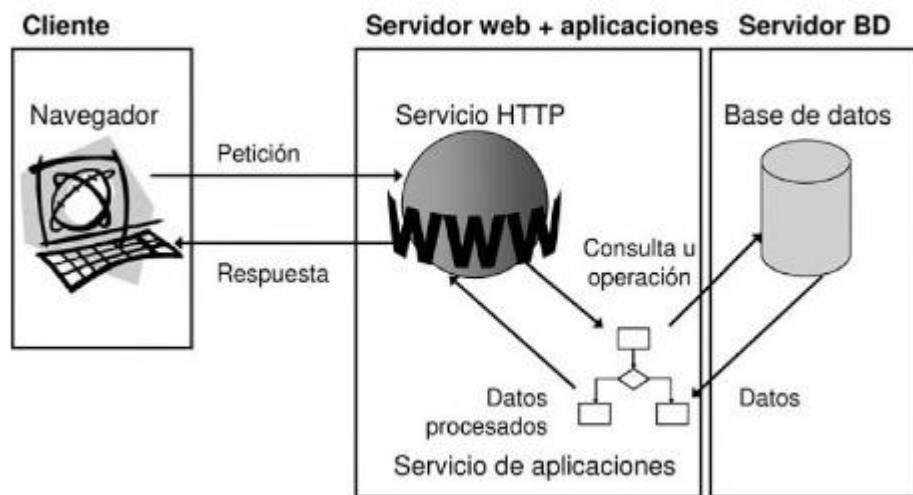 Cliente
Servidor web + aplicaciones
Servidor BD
Navegador
Servicio HTTP
Base de datos
Petición
WWW
Respuesta
Consulta u
operación
Datos
procesados
Datos
Servicio de aplicaciones